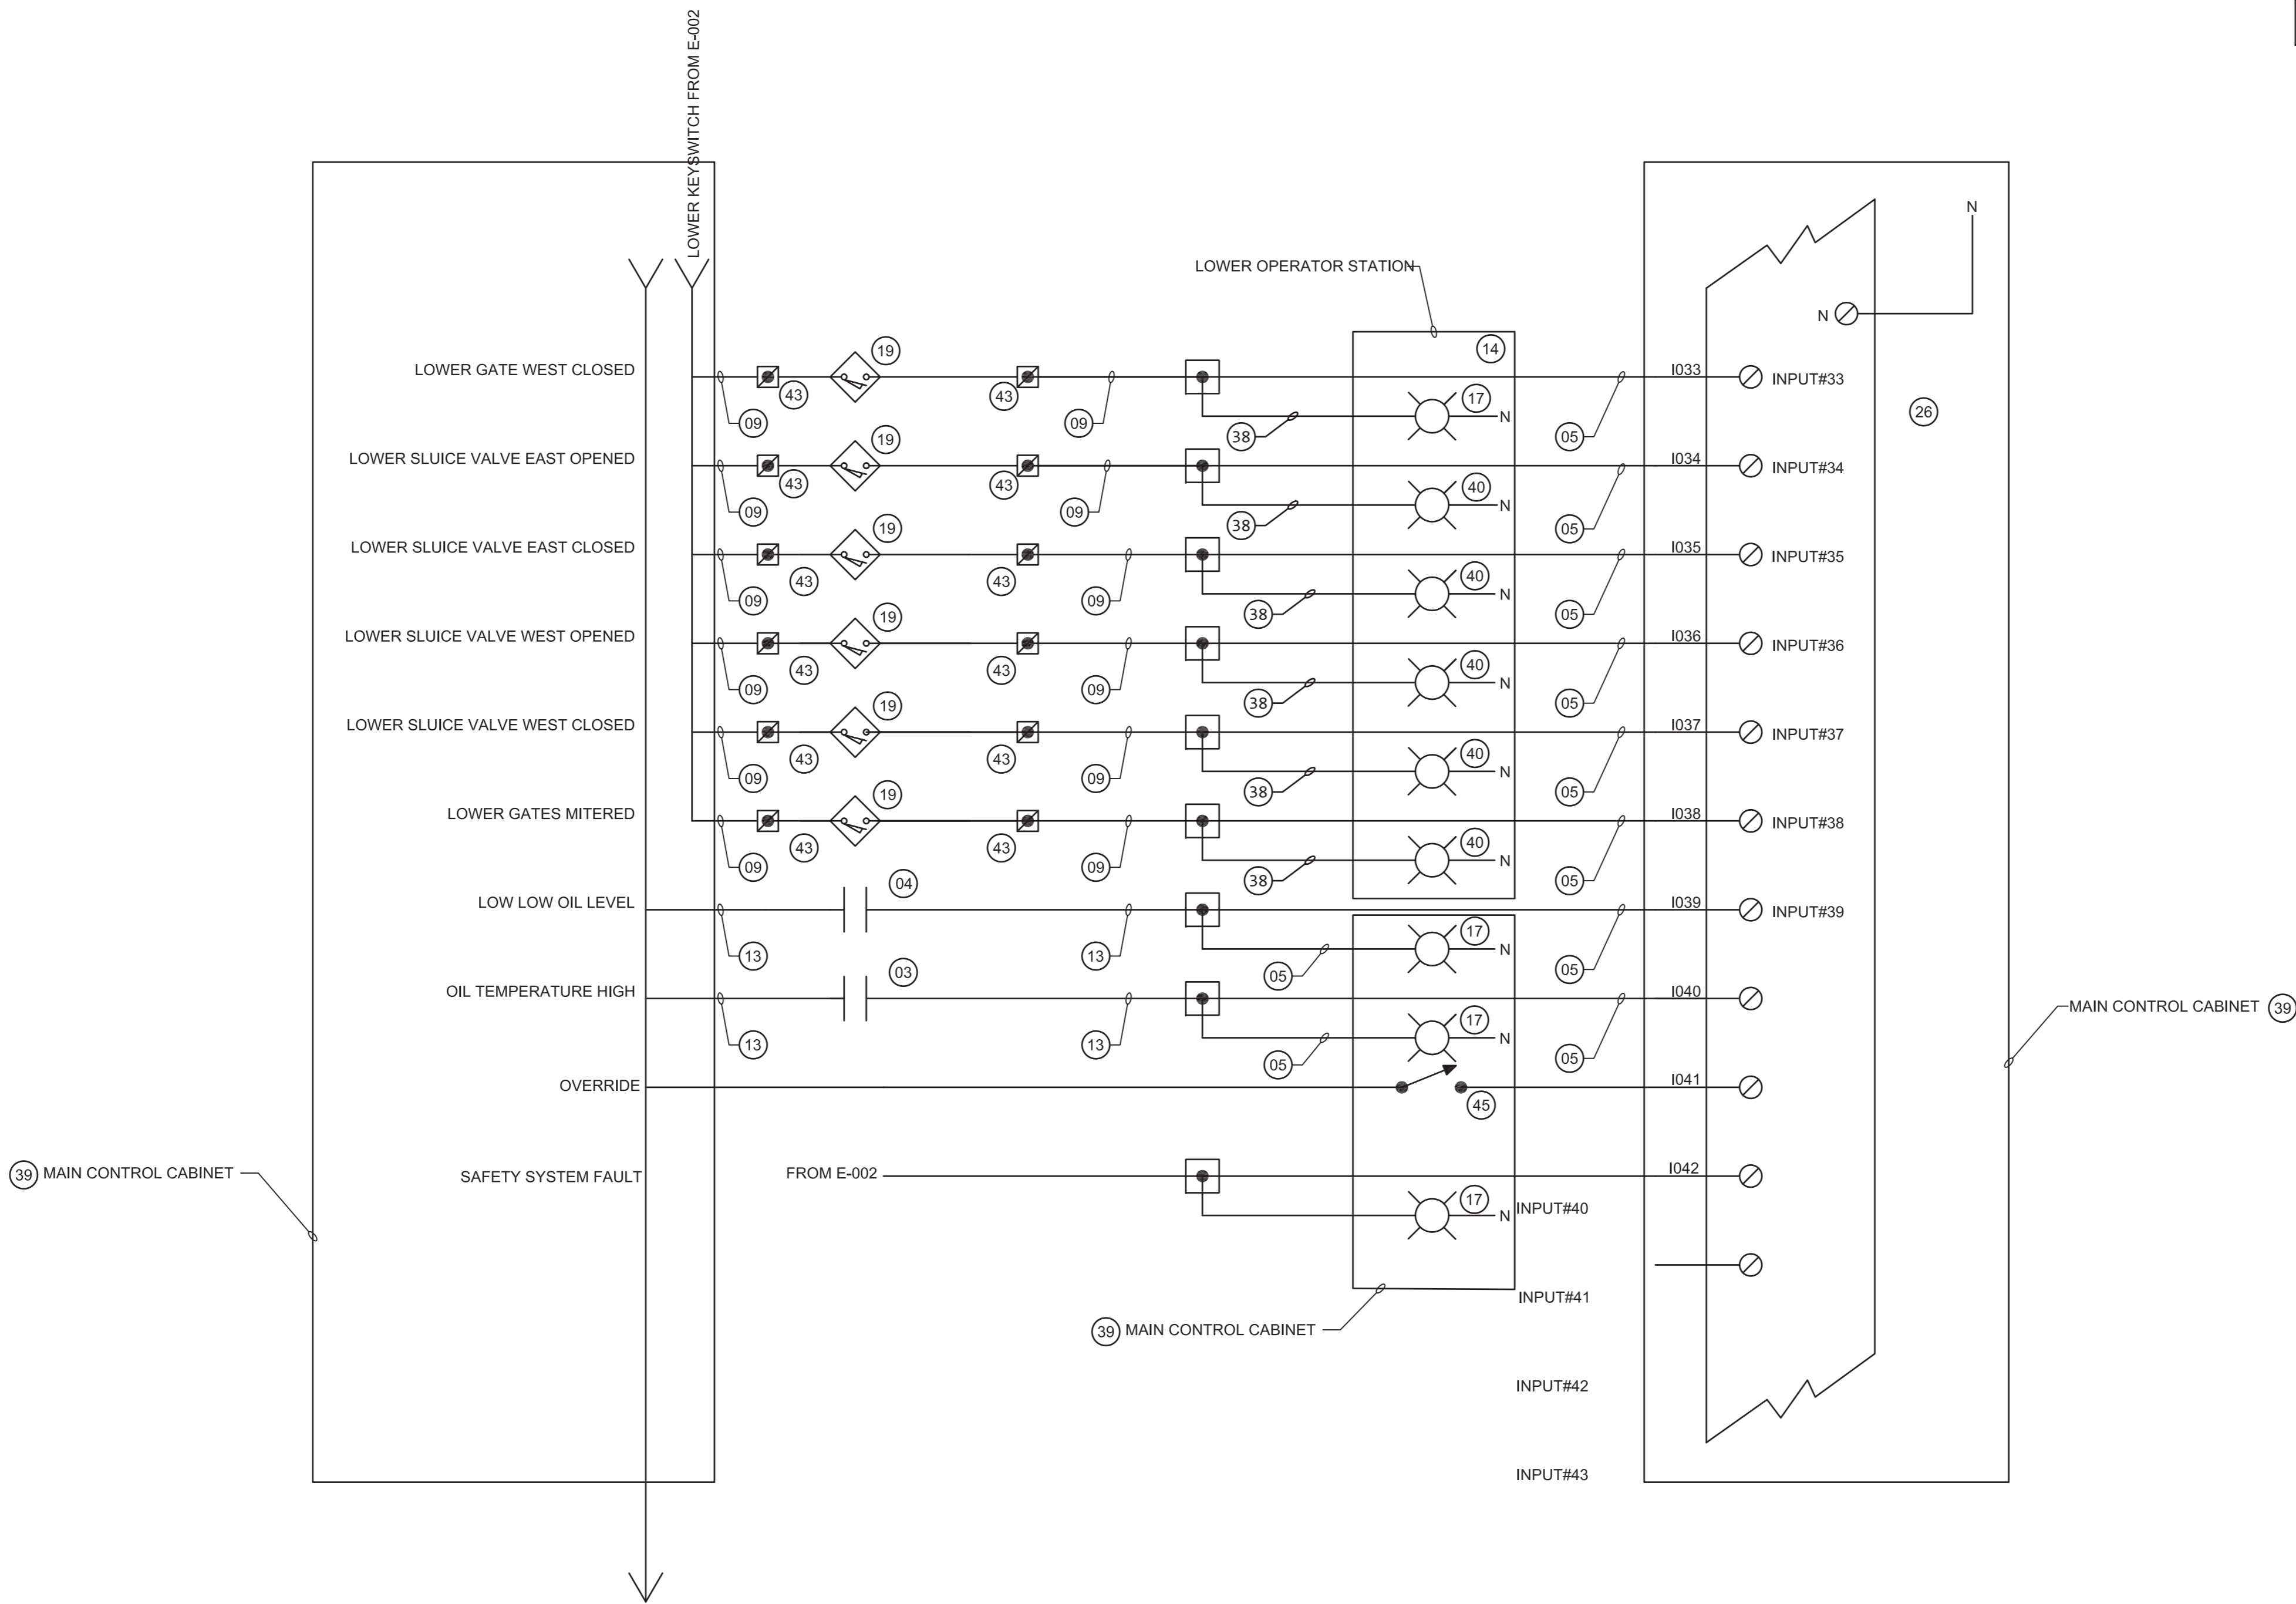 LOWER KEYSWITCH FROM E-002
N
LOWER OPERATOR STATION
N
14
LOWER GATE WEST CLOSED
19
43
43
09
09
38
17
N
05
I033
INPUT#33
26
LOWER SLUICE VALVE EAST OPENED
19
43
43
09
09
38
40
N
05
I034
INPUT#34
LOWER SLUICE VALVE EAST CLOSED
19
43
43
09
09
38
40
N
05
I035
INPUT#35
LOWER SLUICE VALVE WEST OPENED
19
43
43
09
09
38
40
N
05
I036
INPUT#36
LOWER SLUICE VALVE WEST CLOSED
19
43
43
09
09
38
40
N
05
I037
INPUT#37
LOWER GATES MITERED
19
43
43
09
09
38
40
N
05
I038
INPUT#38
LOW LOW OIL LEVEL
04
13
13
05
17
N
05
I039
INPUT#39
OIL TEMPERATURE HIGH
03
13
13
05
17
N
05
I040
MAIN CONTROL CABINET 39
OVERRIDE
45
I041
39 MAIN CONTROL CABINET
SAFETY SYSTEM FAULT
FROM E-002
I042
17
N
INPUT#40
INPUT#41
39 MAIN CONTROL CABINET
INPUT#42
INPUT#43